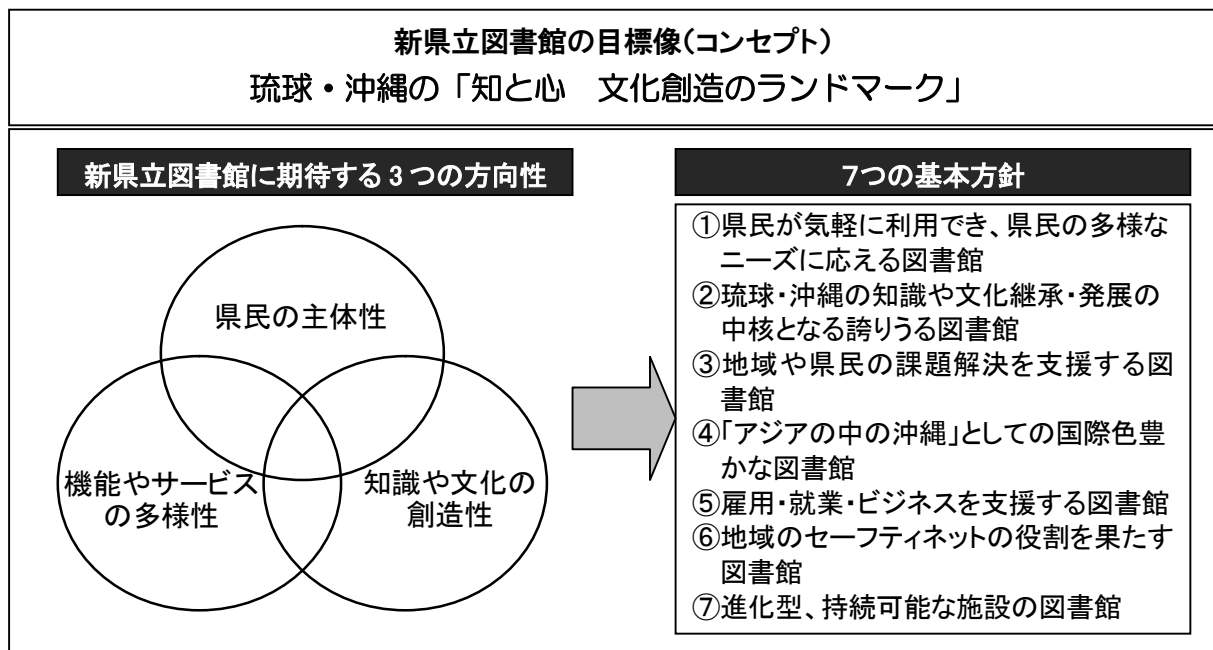 新県立図書館の目標像(コンセプト)
琉球・沖縄の「知と心　文化創造のランドマーク」
新県立図書館に期待する3つの方向性
県民の主体性
機能やサービス
の多様性
知識や文化の
創造性
7つの基本方針
①県民が気軽に利用でき、県民の多様な
ニーズに応える図書館
②琉球・沖縄の知識や文化継承・発展の
中核となる誇りうる図書館
③地域や県民の課題解決を支援する図
書館
④「アジアの中の沖縄」としての国際色豊
かな図書館
⑤雇用・就業・ビジネスを支援する図書館
⑥地域のセーフティネットの役割を果たす
図書館
⑦進化型、持続可能な施設の図書館